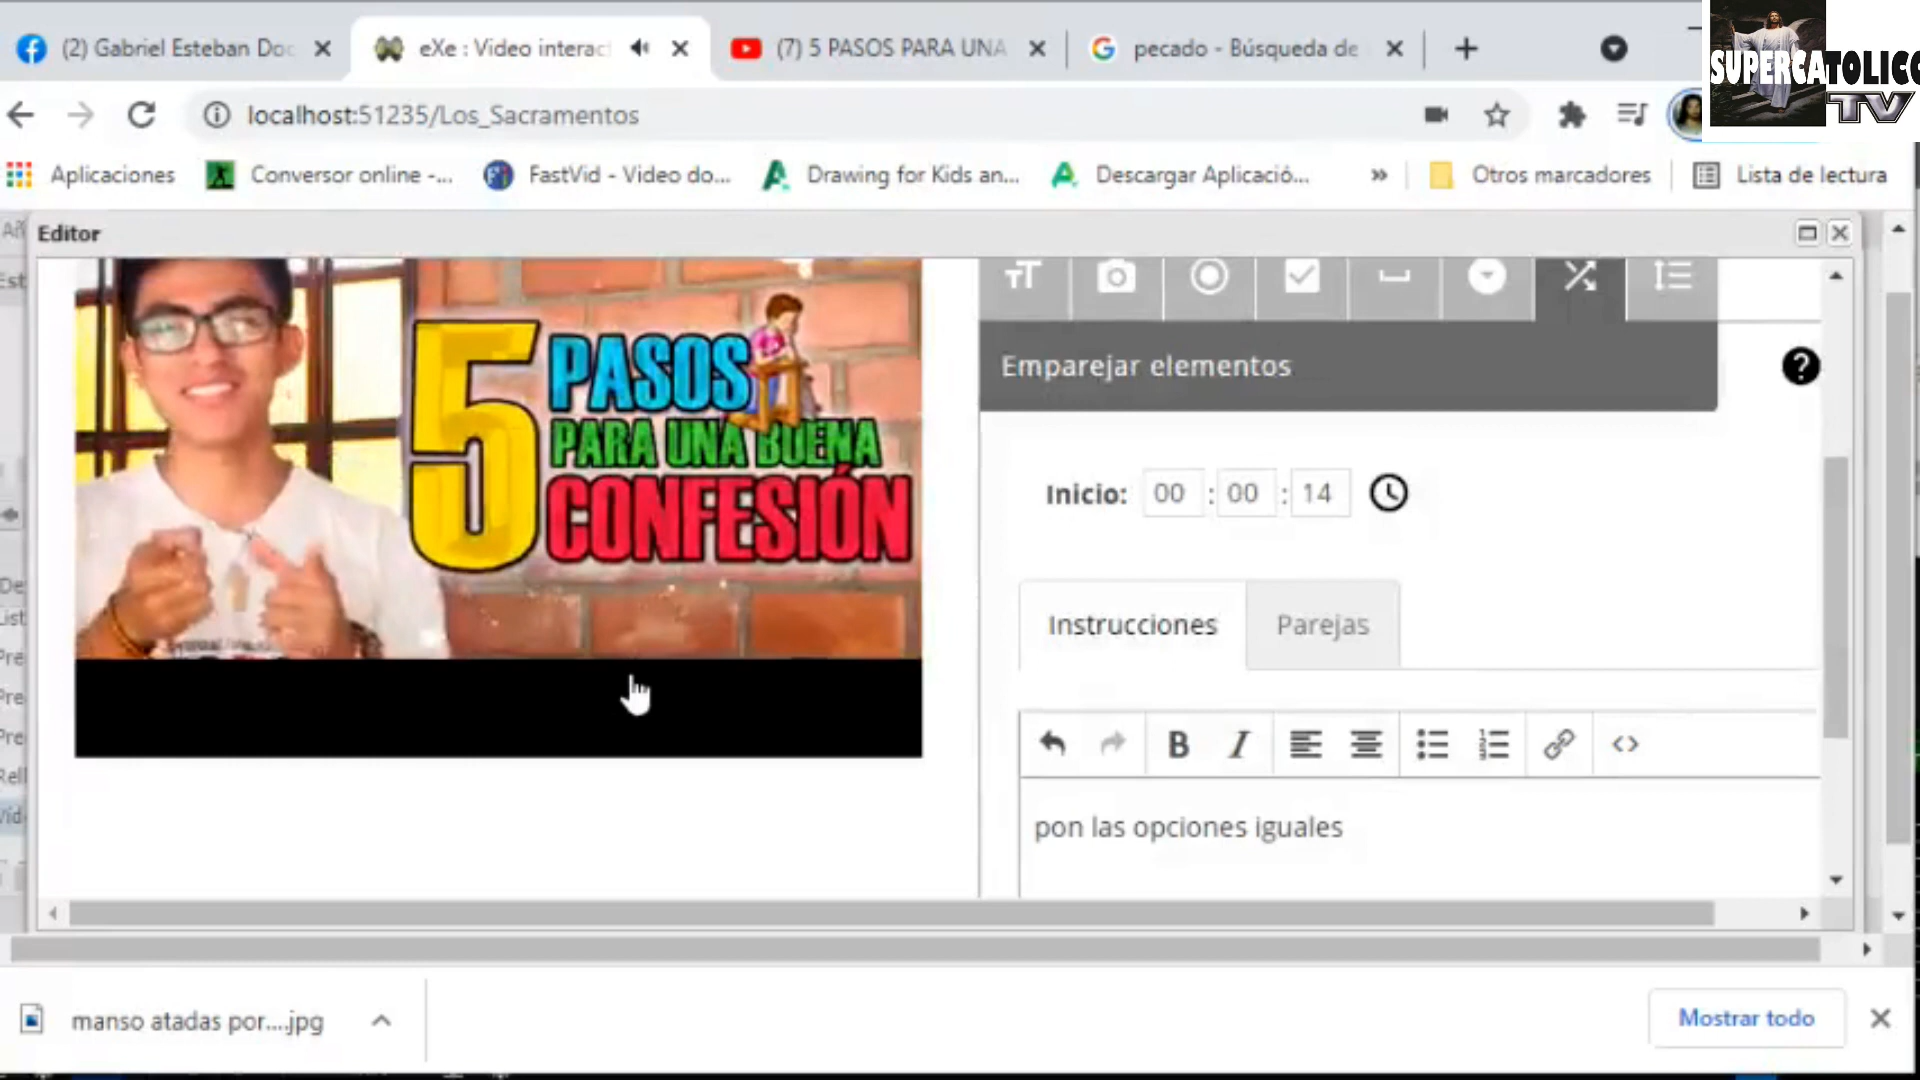 (2) Gabriel Esteban Doc
eXe : Video interac
(7) 5 PASOS PARA UNA
pecado - Búsqueda de
SUPERCATOLICO
TV
localhost:51235/Los_Sacramentos
Aplicaciones
Conversor online -...
FastVid - Video do...
Drawing for Kids an...
Descargar Aplicació...
»
Otros marcadores
Lista de lectura
Editor
5 PASOS
PARA UNA BUENA
CONFESIÓN
Emparejar elementos
?
Inicio: 00 : 00 : 14
Instrucciones
Parejas
B I
<>
pon las opciones iguales
manso atadas por....jpg
Mostrar todo